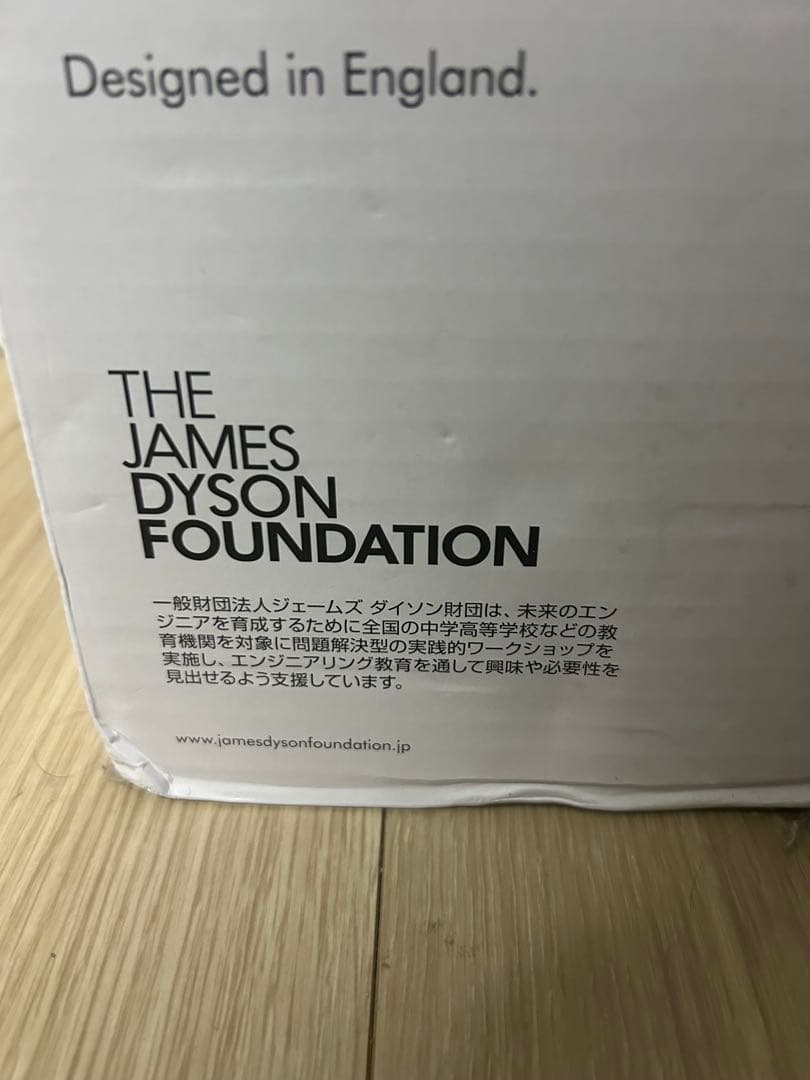 Designed in England.
THE
JAMES
DYSON
FOUNDATION
一般財団法人ジェームズ ダイソン財団は、未来のエン
ジニアを育成するために全国の中学高等学校などの教
育機関を対象に問題解決型の実践的ワークショップを
実施し、エンジニアリング教育を通して興味や必要性を
見出せるよう支援しています。
www.jamesdysonfoundation.jp